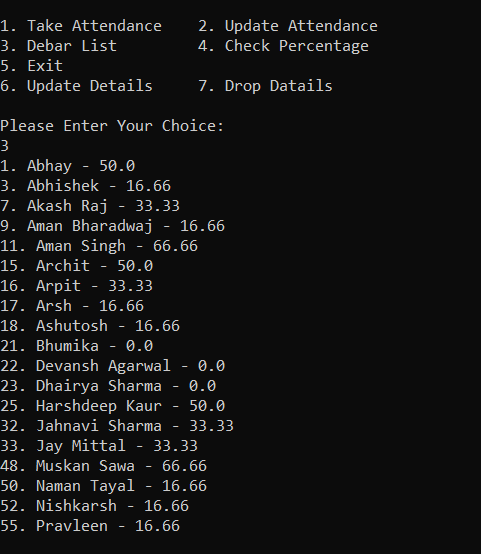 1. Take Attendance    2. Update Attendance
3. Debar List         4. Check Percentage
5. Exit
6. Update Details     7. Drop Datails
Please Enter Your Choice:
3
1. Abhay - 50.0
3. Abhishek - 16.66
7. Akash Raj - 33.33
9. Aman Bharadwaj - 16.66
11. Aman Singh - 66.66
15. Archit - 50.0
16. Arpit - 33.33
17. Arsh - 16.66
18. Ashutosh - 16.66
21. Bhumika - 0.0
22. Devansh Agarwal - 0.0
23. Dhairya Sharma - 0.0
25. Harshdeep Kaur - 50.0
32. Jahnavi Sharma - 33.33
33. Jay Mittal - 33.33
48. Muskan Sawa - 66.66
50. Naman Tayal - 16.66
52. Nishkarsh - 16.66
55. Pravleen - 16.66